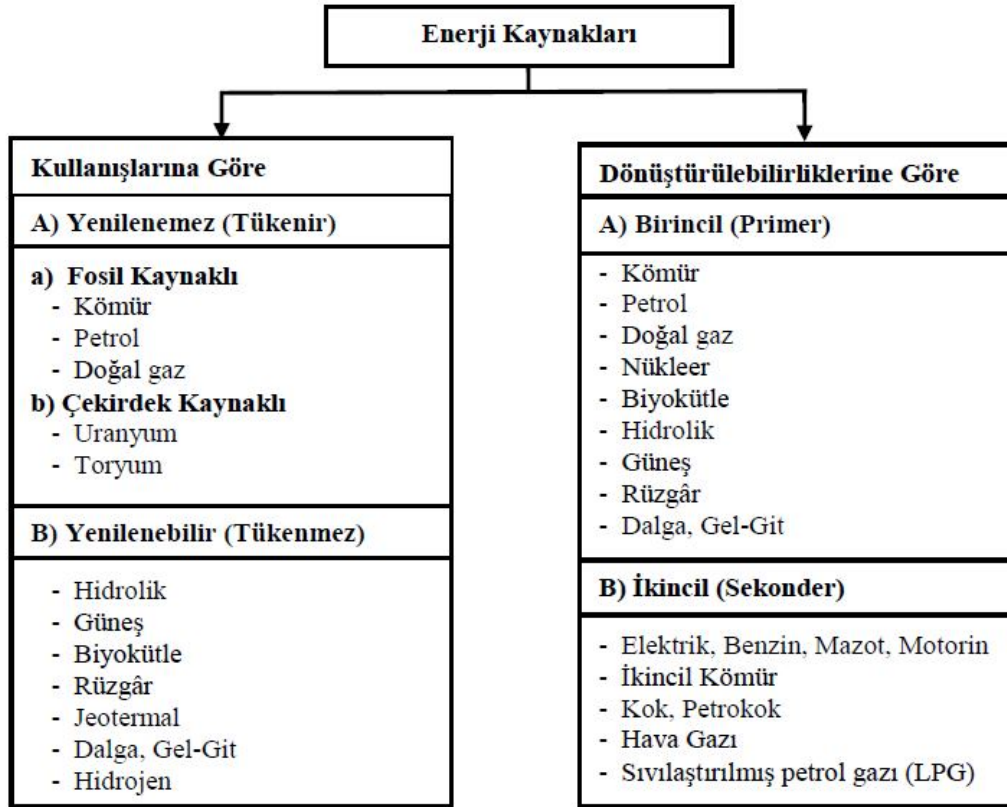 Enerji Kaynakları
Kullanışlarına Göre
A) Yenilenemez (Tükenir)
a) Fosil Kaynaklı
- Kömür
- Petrol
- Doğal gaz
b) Çekirdek Kaynaklı
- Uranyum
- Toryum
B) Yenilenebilir (Tükenmez)
- Hidrolik
- Güneş
- Biyokütle
- Rüzgâr
- Jeotermal
- Dalga, Gel-Git
- Hidrojen
Dönüştürülebilirliklerine Göre
A) Birincil (Primer)
- Kömür
- Petrol
- Doğal gaz
- Nükleer
- Biyokütle
- Hidrolik
- Güneş
- Rüzgâr
- Dalga, Gel-Git
B) İkincil (Sekonder)
- Elektrik, Benzin, Mazot, Motorin
- İkincil Kömür
- Kok, Petrokok
- Hava Gazı
- Sıvılaştırılmış petrol gazı (LPG)